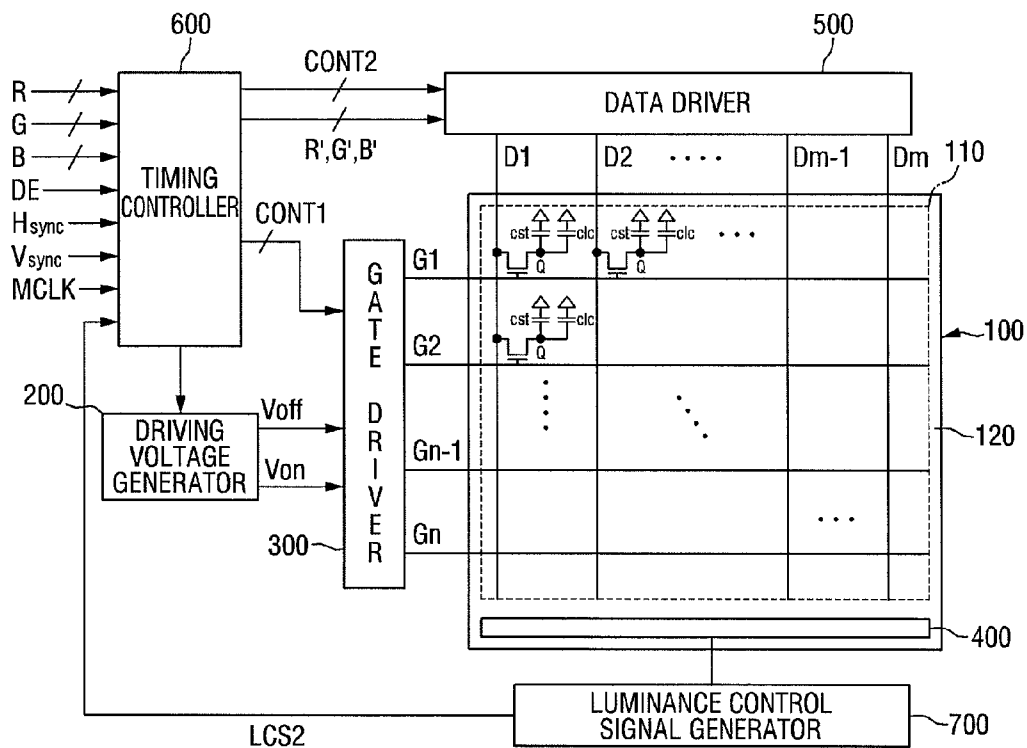 600
500
CONT2
R
G
B
DE
Hsync
Vsync
MCLK
TIMING
CONTROLLER
DATA DRIVER
R',G',B'
D1
D2
....
Dm-1
Dm
110
CONT1
cst
clc
cst
clc
...
Q
Q
G1
GATE DRIVER
cst
clc
Q
G2
100
200
DRIVING
VOLTAGE
GENERATOR
Voff
Von
Gn-1
120
...
Gn
300
400
LUMINANCE CONTROL
SIGNAL GENERATOR
700
LCS2